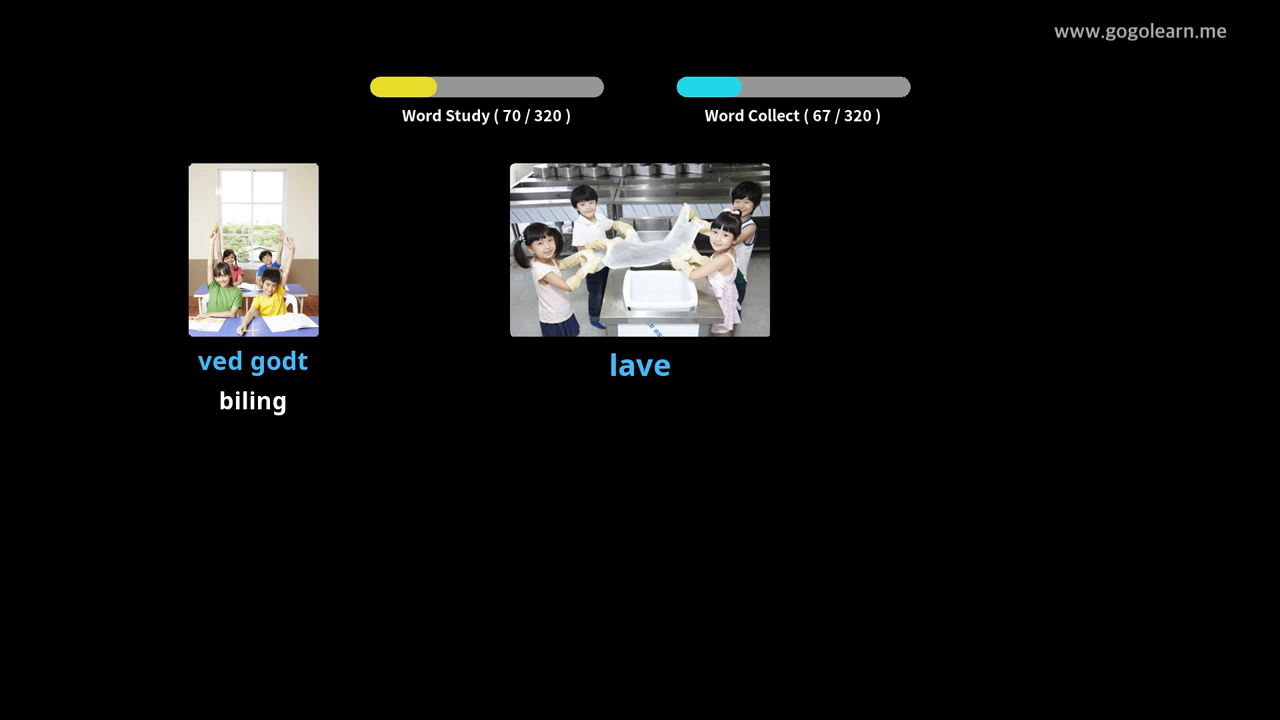 www.gogolearn.me
Word Study ( 70 / 320 )
Word Collect ( 67 / 320 )
ved godt
biling
lave